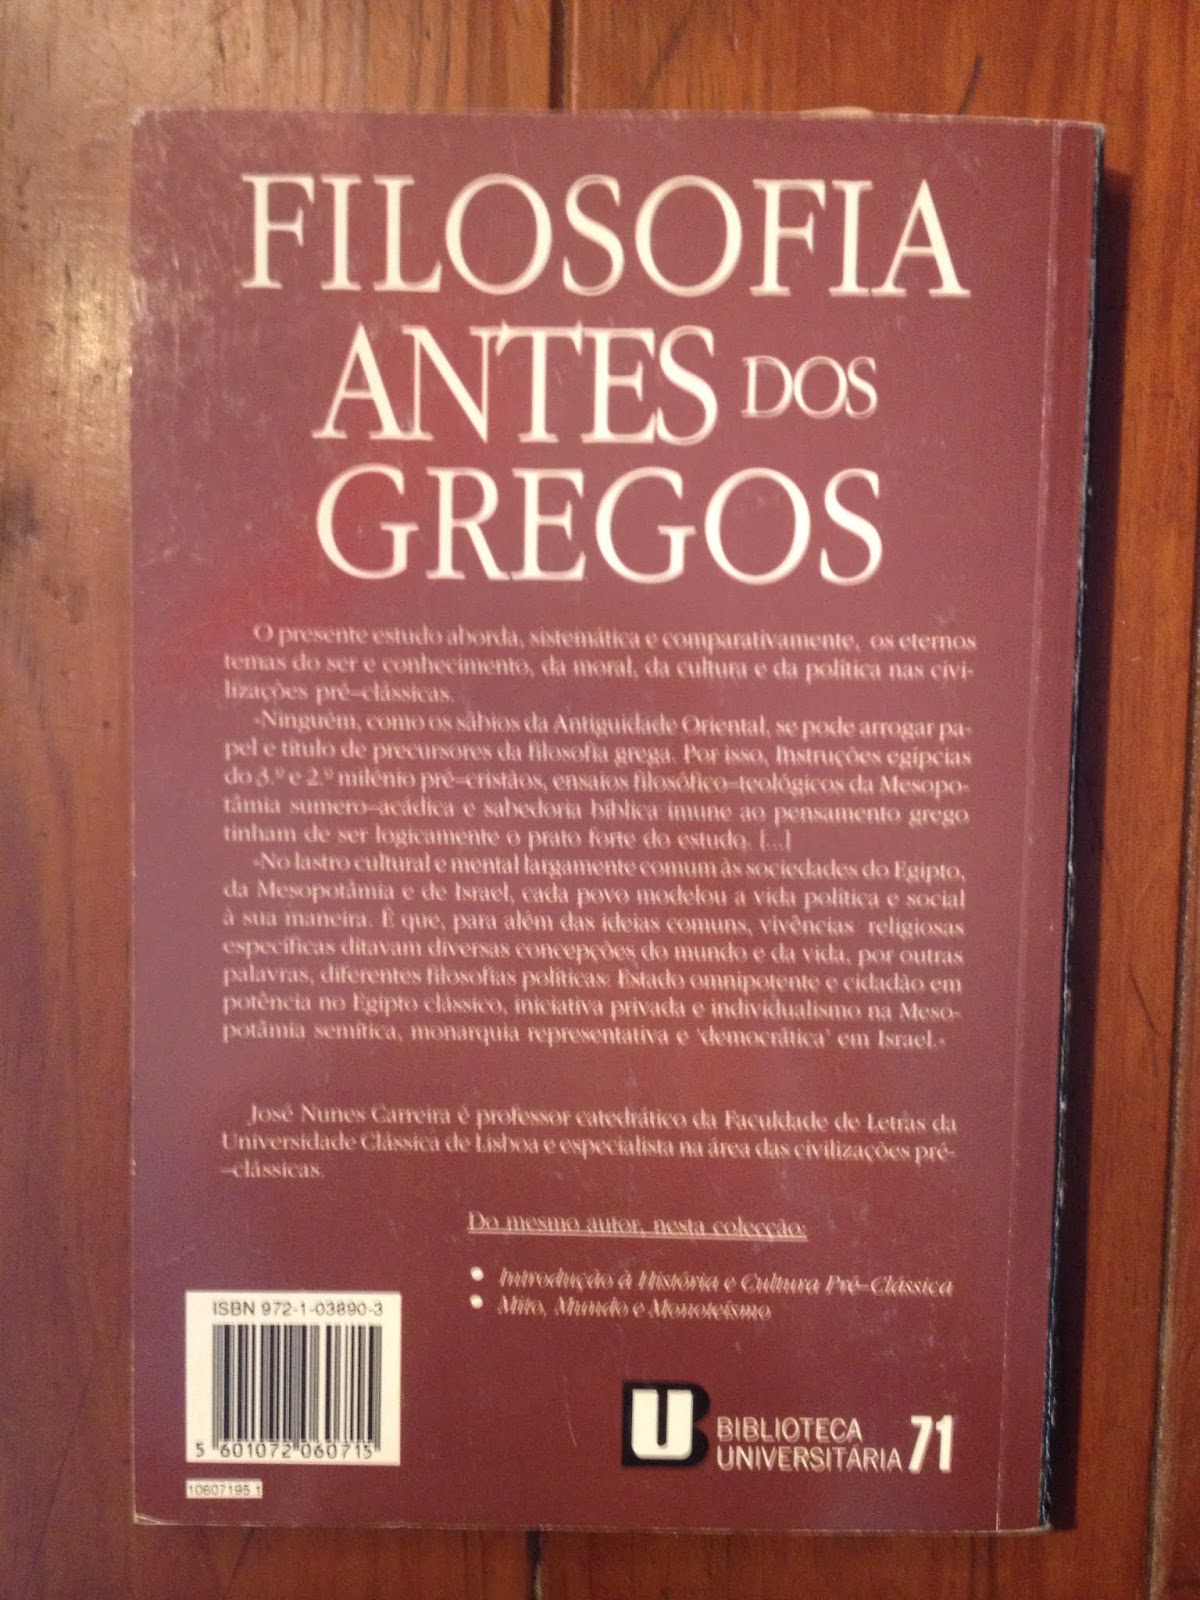 FILOSOFIA
ANTES DOS
GREGOS
O presente estudo aborda, sistemática e comparativamente, os eternos
temas do ser e conhecimento, da moral, da cultura e da política nas civi-
lizações pré-clássicas.
«Ninguém, como os sábios da Antiguidade Oriental, se pode arrogar pa-
pel e título de precursores da filosofia grega. Por isso, Instruções egípcias
do 3.º e 2.º milênio pré-cristãos, ensaios filosófico-teológicos da Mesopo-
tâmia sumero-acádica e sabedoria bíblica imune ao pensamento grego
tinham de ser logicamente o prato forte do estudo. [...]
«No lastro cultural e mental largamente comum às sociedades do Egipto,
da Mesopotâmia e de Israel, cada povo modelou a vida política e social
à sua maneira. É que, para além das ideias comuns, vivências religiosas
específicas ditavam diversas concepções do mundo e da vida, por outras
palavras, diferentes filosofias políticas: Estado omnipotente e cidadão em
potência no Egipto clássico, iniciativa privada e individualismo na Meso-
potâmia semítica, monarquia representativa e 'democrática' em Israel.»
José Nunes Carreira é professor catedrático da Faculdade de Letras da
Universidade Clássica de Lisboa e especialista na área das civilizações pré-
-clássicas.
Do mesmo autor, nesta colecção:
• Introdução à História e Cultura Pré-Clássica
• Mito, Mundo e Monoteísmo
ISBN 972-1-03890-3
5 601072 060715
10607195 1
UB BIBLIOTECA
UNIVERSITÁRIA 71